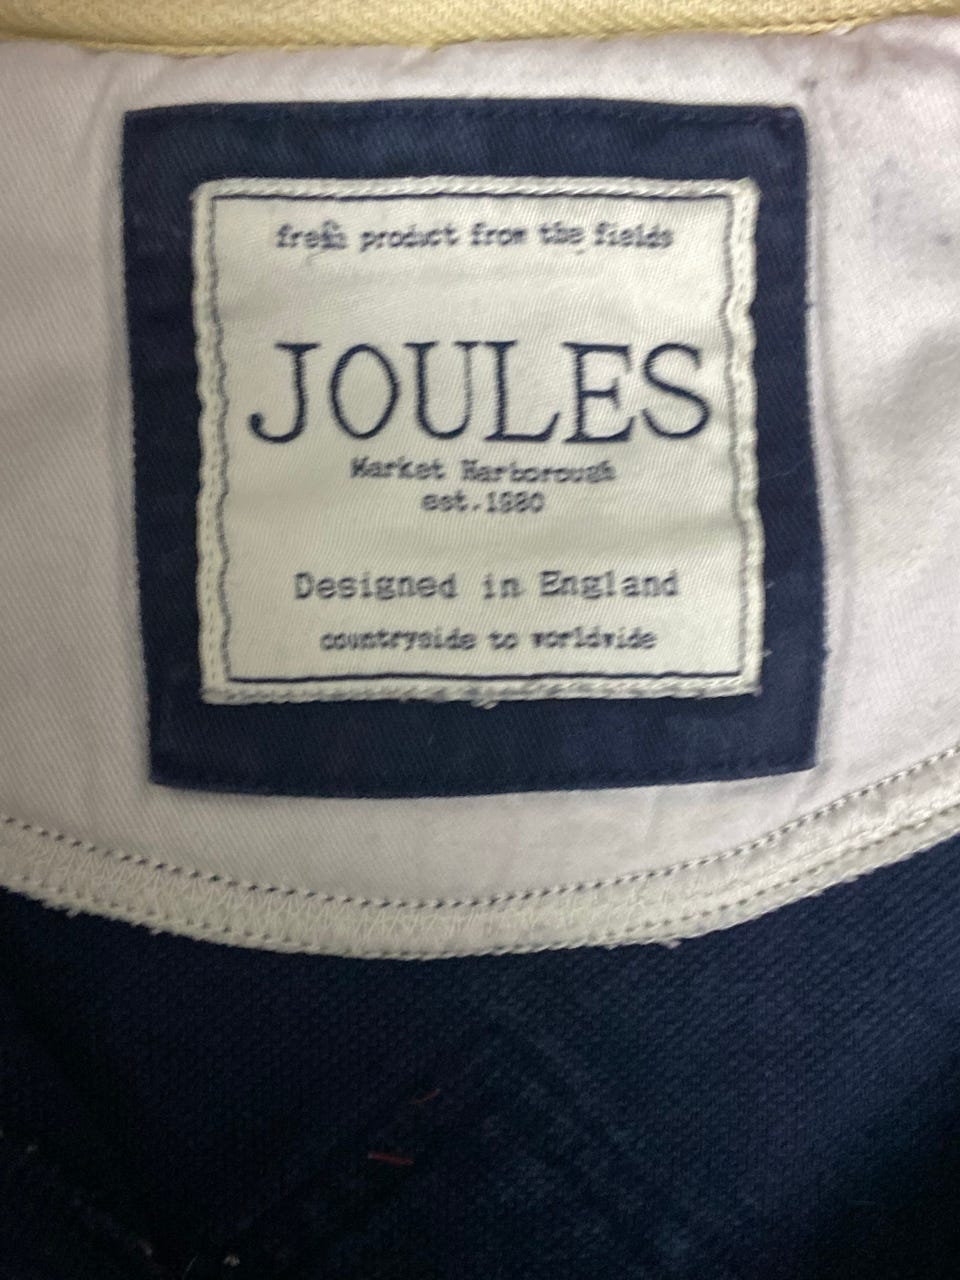 fresh product from the fields
JOULES
Market Harborough
est.1980
Designed in England
countryside to worldwide